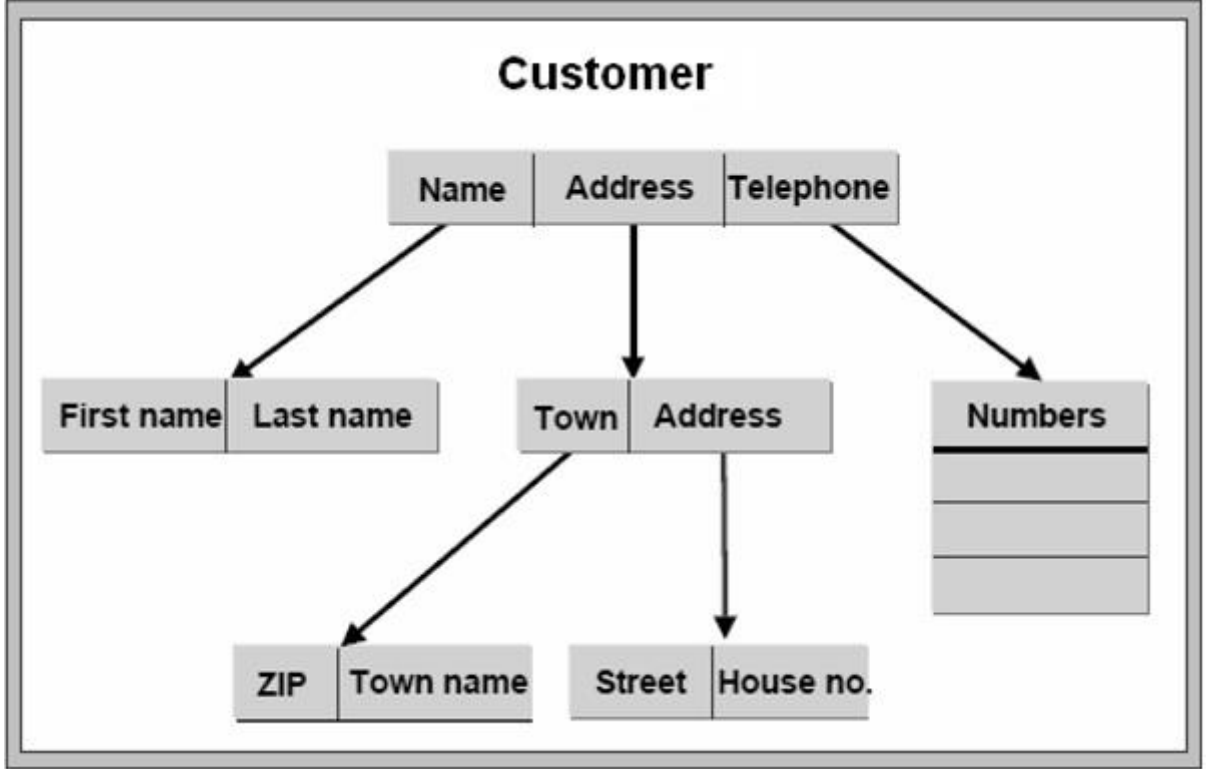 Customer
Name Address Telephone
First name Last name Town Address Numbers
ZIP Town name Street House no.